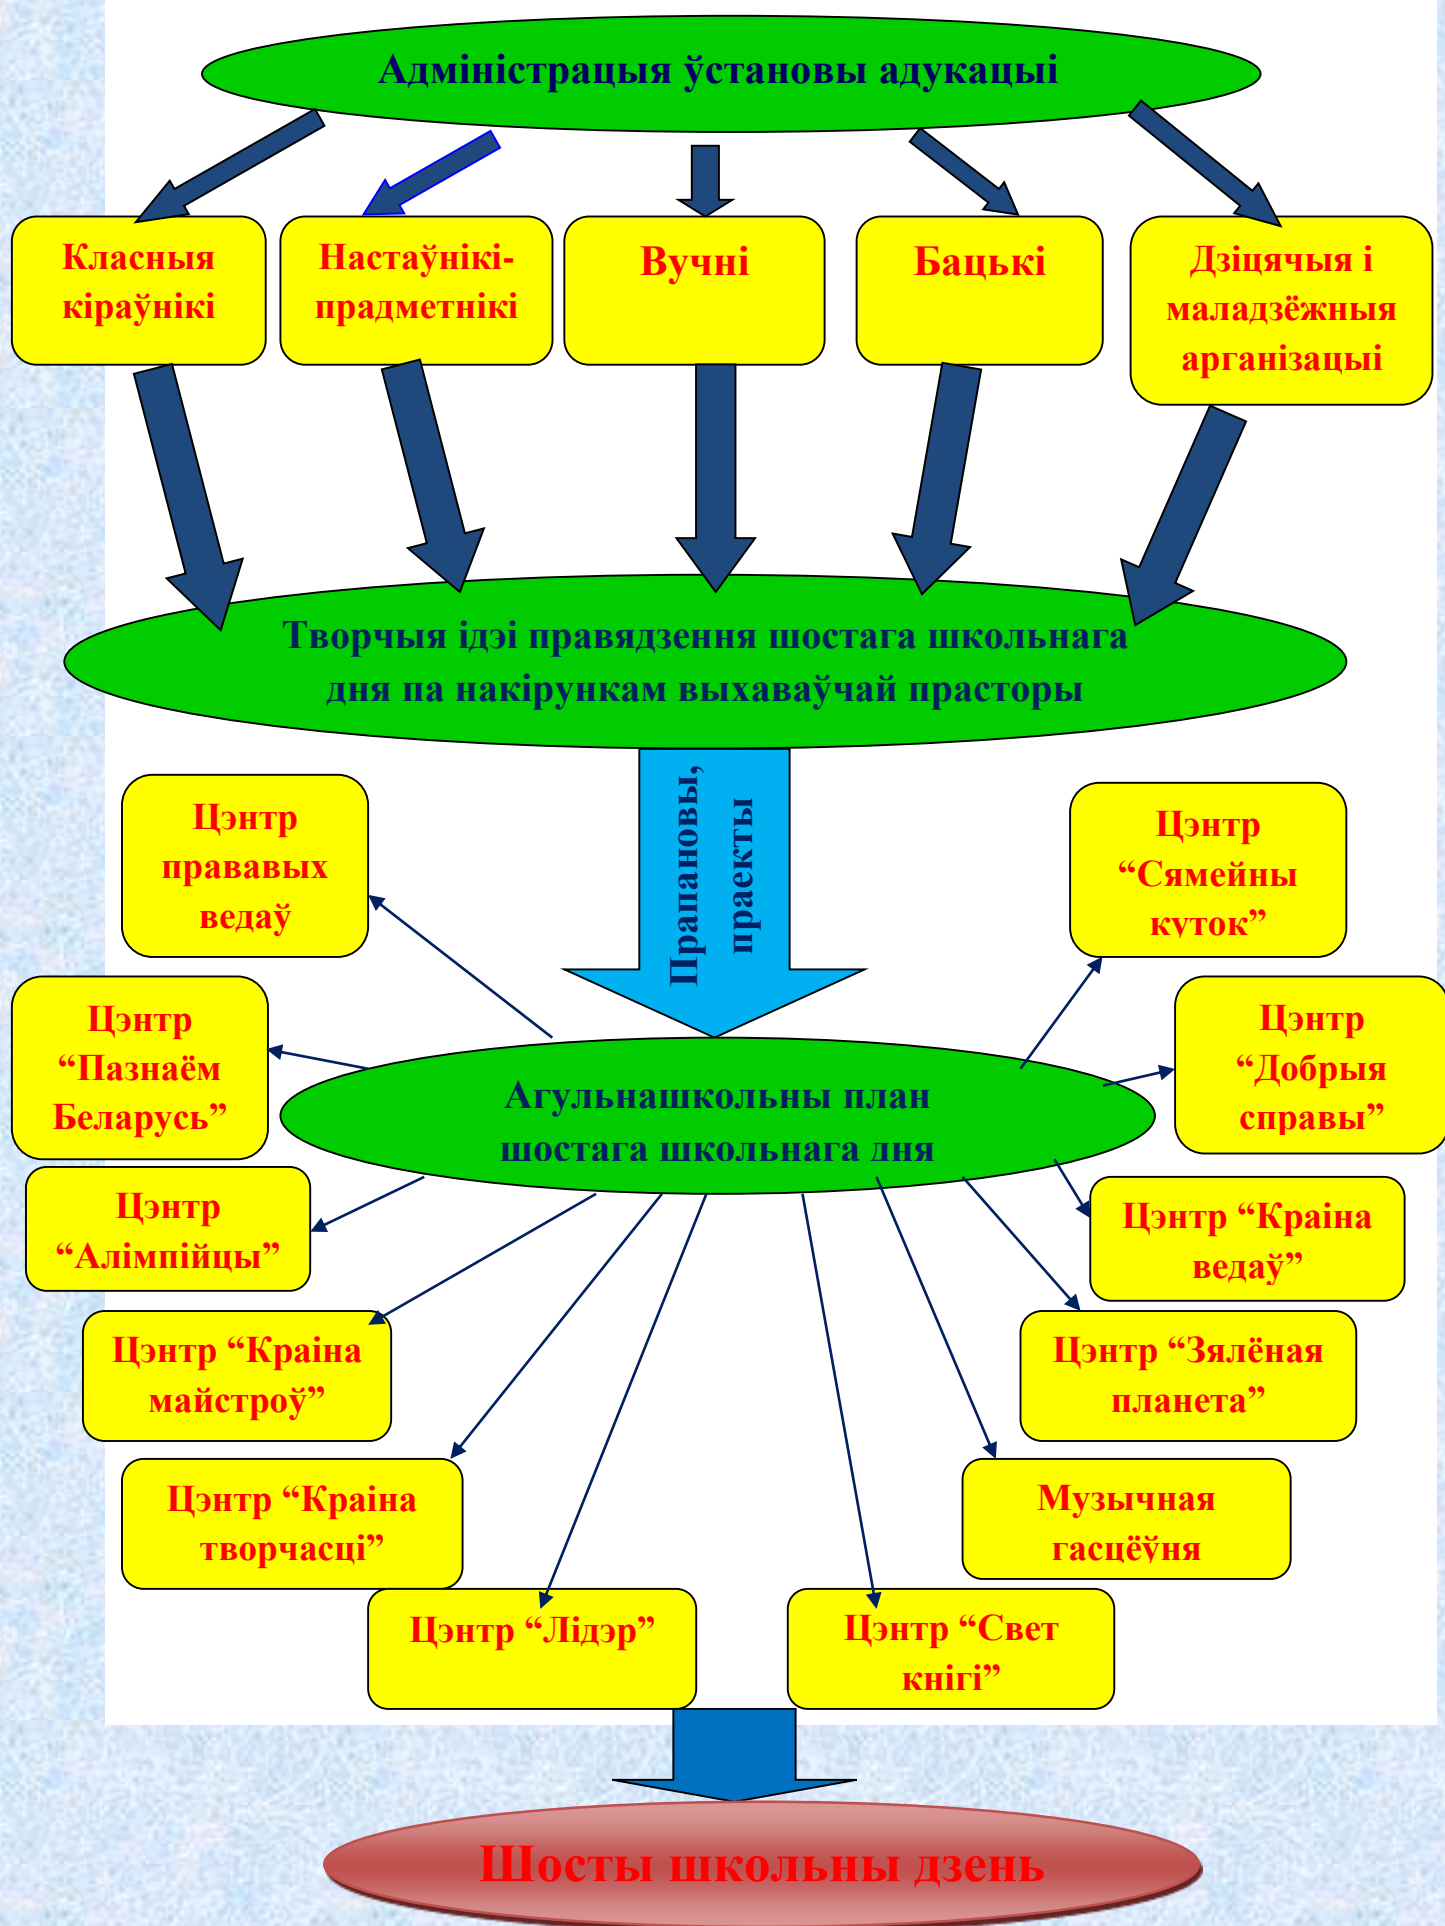 Адміністрацыя ўстановы адукацыі
Класныя
кіраўнікі
Настаўнікі-
прадметнікі
Вучні
Бацькі
Дзіцячыя і
маладзёжныя
арганізацыі
Творчыя ідэі правядзення шостага школьнага
дня па накірункам выхаваўчай прасторы
Прапановы,
праекты
Цэнтр
прававых
ведаў
Цэнтр
“Сямейны
куток”
Цэнтр
“Пазнаём
Беларусь”
Цэнтр
“Добрыя
справы”
Агульнашкольны план
шостага школьнага дня
Цэнтр
“Алімпійцы”
Цэнтр “Краіна
ведаў”
Цэнтр “Краіна
майстроў”
Цэнтр “Зялёная
планета”
Цэнтр “Краіна
творчасці”
Музычная
гасцёўня
Цэнтр “Лідэр”
Цэнтр “Свет
кнігі”
Шосты школьны дзень